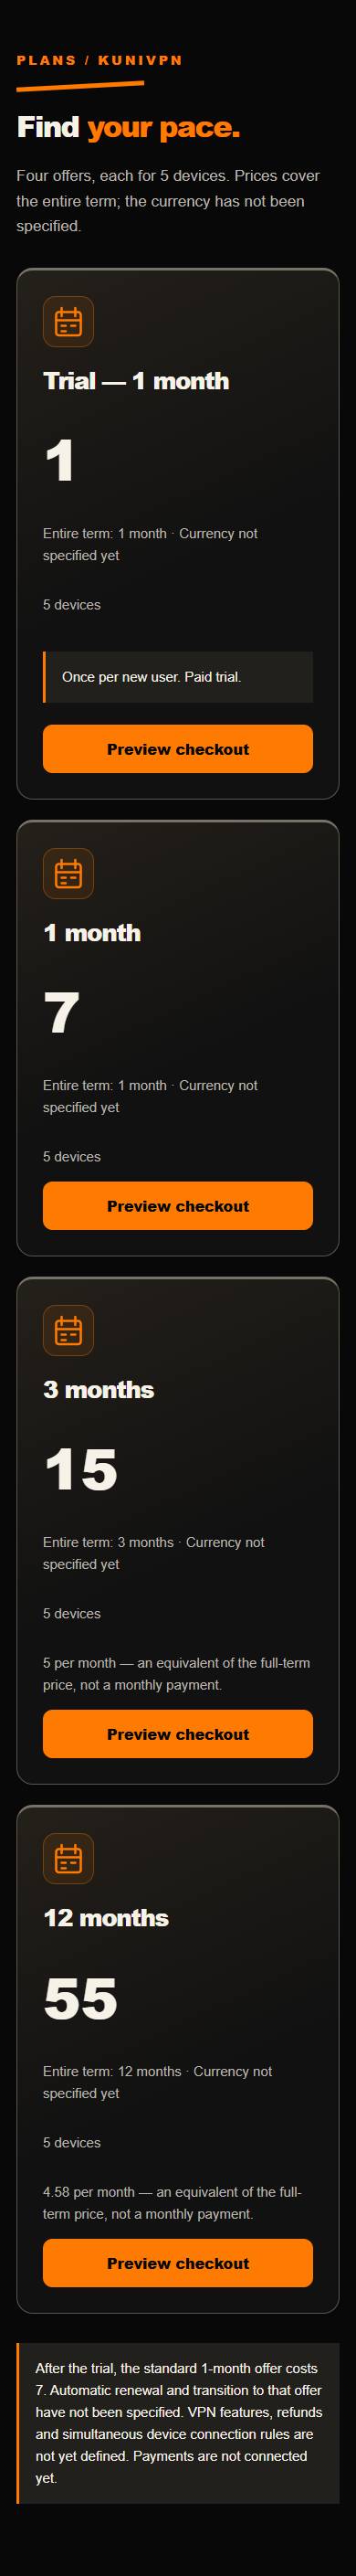 PLANS / KUNIVPN
Find your pace.
Four offers, each for 5 devices. Prices cover
the entire term; the currency has not been
specified.
Trial — 1 month
1
Entire term: 1 month · Currency not
specified yet
5 devices
Once per new user. Paid trial.
Preview checkout
1 month
7
Entire term: 1 month · Currency not
specified yet
5 devices
Preview checkout
3 months
15
Entire term: 3 months · Currency not
specified yet
5 devices
5 per month — an equivalent of the full-term
price, not a monthly payment.
Preview checkout
12 months
55
Entire term: 12 months · Currency not
specified yet
5 devices
4.58 per month — an equivalent of the full-
term price, not a monthly payment.
Preview checkout
After the trial, the standard 1-month offer costs
7. Automatic renewal and transition to that offer
have not been specified. VPN features, refunds
and simultaneous device connection rules are
not yet defined. Payments are not connected
yet.